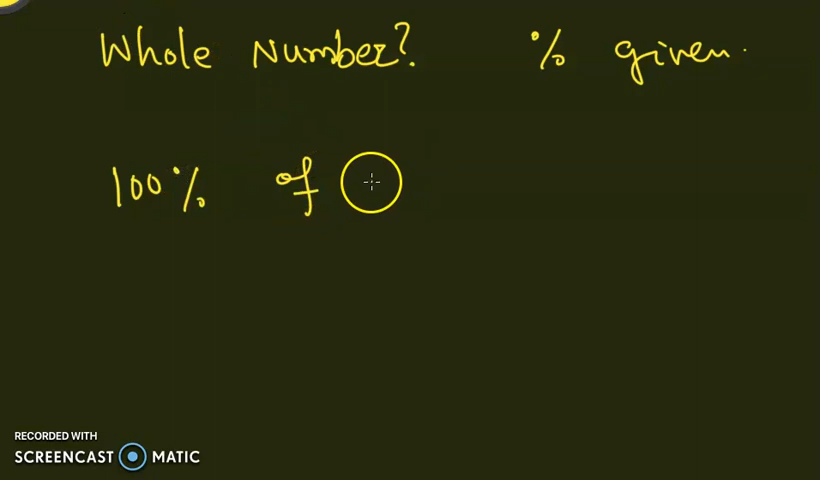 Whole Number? % given.
100% of
RECORDED WITH
SCREENCAST MATIC